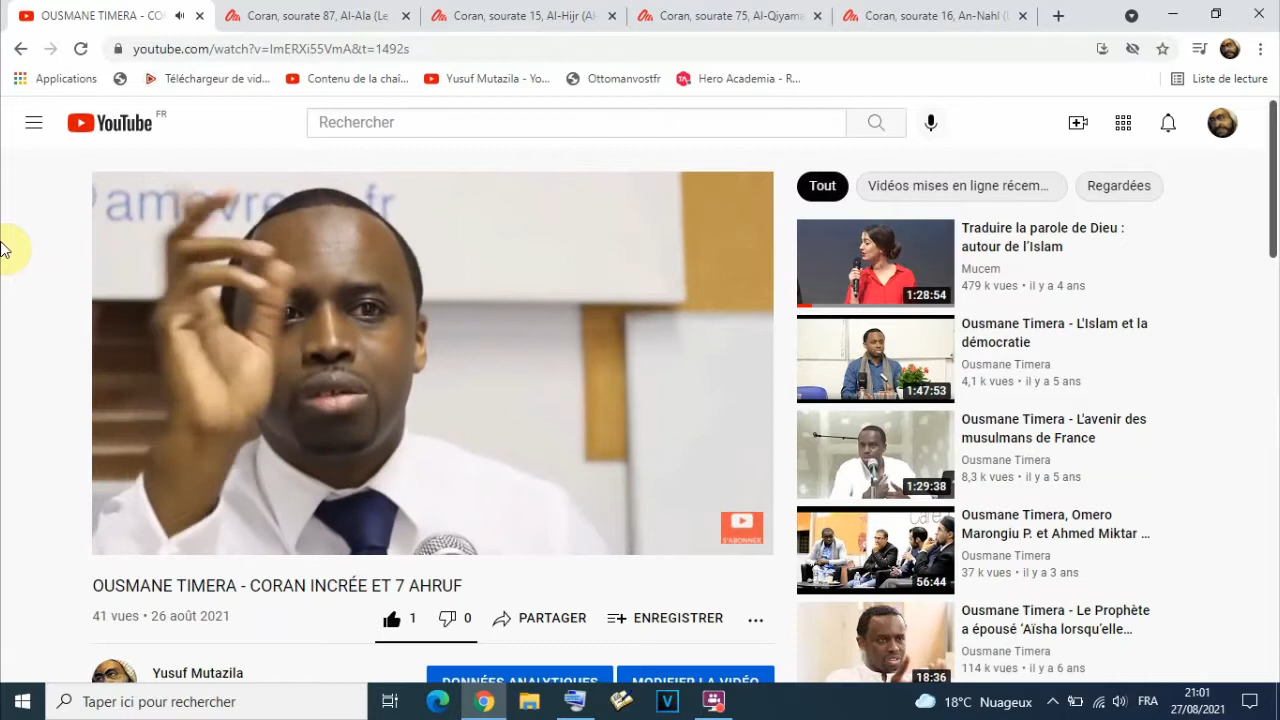 OUSMANE TIMERA - CO
Coran, sourate 87, Al-Ala (Le
Coran, sourate 15, Al-Hijr (Al-
Coran, sourate 75, Al-Qiyam
Coran, sourate 16, An-Nahl (L
youtube.com/watch?v=ImERXi55VmA&t=1492s
Applications
Téléchargeur de vid...
Contenu de la chaî...
Yusuf Mutazila - Yo...
Ottomanvostfr
Hero Academia - R...
Liste de lecture
YouTube FR
Rechercher
Tout
Vidéos mises en ligne récem...
Regardées
S'ABONNER
Traduire la parole de Dieu :
autour de l'Islam
Mucem
479 k vues • il y a 4 ans
1:28:54
Ousmane Timera - L'Islam et la
démocratie
Ousmane Timera
4,1 k vues • il y a 5 ans
1:47:53
Ousmane Timera - L'avenir des
musulmans de France
Ousmane Timera
8,3 k vues • il y a 5 ans
1:29:38
Ousmane Timera, Omero
Marongiu P. et Ahmed Miktar ...
Ousmane Timera
37 k vues • il y a 3 ans
56:44
Ousmane Timera - Le Prophète
a épousé 'Aïsha lorsqu'elle...
Ousmane Timera
114 k vues • il y a 6 ans
18:36
OUSMANE TIMERA - CORAN INCRÉE ET 7 AHRUF
41 vues • 26 août 2021
1
0
PARTAGER
ENREGISTRER
Yusuf Mutazila
DONNÉES ANALYTIQUES
MODIFIER LA VIDÉO
Taper ici pour rechercher
18°C Nuageux
FRA
21:01
27/08/2021